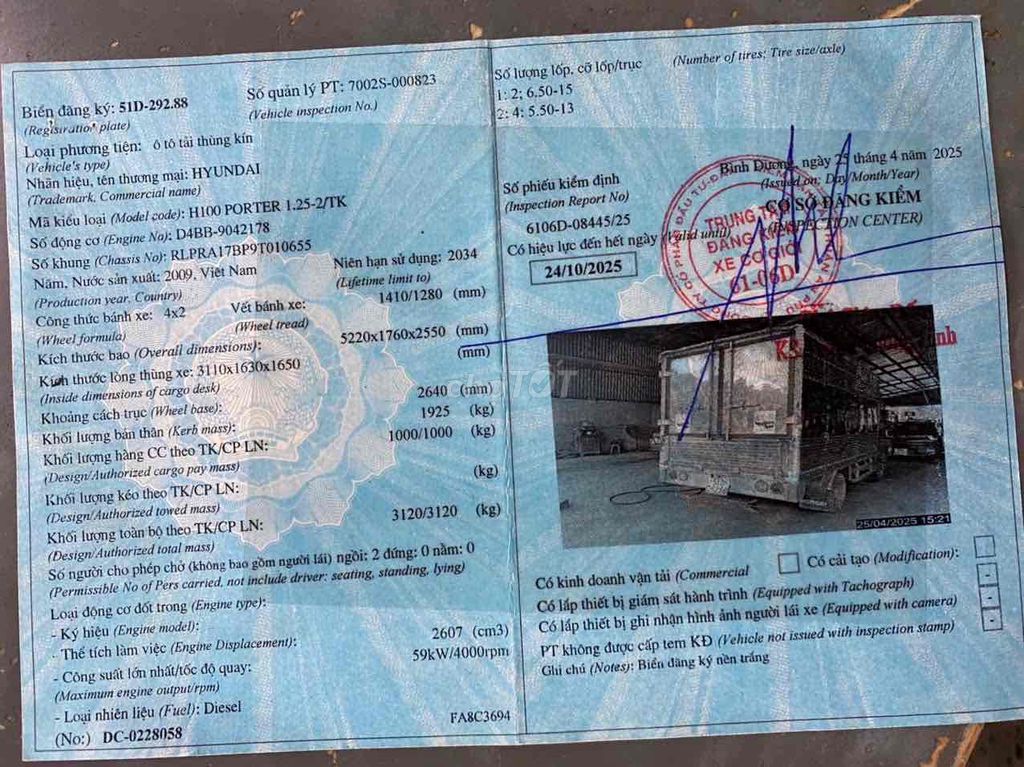 Biển đăng ký: 51D-292.88
(Registration plate)
Số quản lý PT: 7002S-000823
(Vehicle inspection No.)
Loại phương tiện: ô tô tải thùng kín
(Vehicle's type)
Nhãn hiệu, tên thương mại: HYUNDAI
(Trademark, Commercial name)
Mã kiểu loại (Model code): H100 PORTER 1.25-2/TK
Số động cơ (Engine No): D4BB-9042178
Số khung (Chassis No): RLPRA17BP9T010655
Năm, Nước sản xuất: 2009, Việt Nam
(Production year, Country)
Niên hạn sử dụng: 2034
(Lifetime limit to)
Công thức bánh xe: 4x2
(Wheel formula)
Vết bánh xe: 1410/1280 (mm)
(Wheel tread)
Kích thước bao (Overall dimensions): 5220x1760x2550 (mm)
Kích thước lòng thùng xe: 3110x1630x1650 (mm)
(Inside dimensions of cargo desk)
Khoảng cách trục (Wheel base): 2640 (mm)
Khối lượng bản thân (Kerb mass): 1925 (kg)
Khối lượng hàng CC theo TK/CP LN: 1000/1000 (kg)
(Design/Authorized cargo pay mass)
Khối lượng kéo theo TK/CP LN: (kg)
(Design/Authorized towed mass)
Khối lượng toàn bộ theo TK/CP LN: 3120/3120 (kg)
(Design/Authorized total mass)
Số người cho phép chở (không bao gồm người lái) ngồi: 2 đứng: 0 nằm: 0
(Permissible No of Pers carried, not include driver: seating, standing, lying)
Loại động cơ đốt trong (Engine type):
- Ký hiệu (Engine model):
- Thể tích làm việc (Engine Displacement): 2607 (cm3)
- Công suất lớn nhất/tốc độ quay: 59kW/4000rpm
(Maximum engine output/rpm)
- Loại nhiên liệu (Fuel): Diesel
(No:) DC-0228058
FA8C3694
Số lượng lốp, cỡ lốp/trục (Number of tires; Tire size/axle)
1: 2; 6.50-15
2: 4; 5.50-13
Số phiếu kiểm định
(Inspection Report No)
6106D-08445/25
Có hiệu lực đến hết ngày (Valid until)
24/10/2025
Bình Dương, ngày 25 tháng 4 năm 2025
(Issued on: Day/Month/Year)
CƠ SỞ ĐĂNG KIỂM
(INSPECTION CENTER)
TRUNG TÂM
ĐĂNG KIỂM
XE CƠ GIỚI
61-06D
CHỢ TỐT
25/04/2025 15:21
Có kinh doanh vận tải (Commercial
Có cải tạo (Modification):
Có lắp thiết bị giám sát hành trình (Equipped with Tachograph) -
Có lắp thiết bị ghi nhận hình ảnh người lái xe (Equipped with camera) -
PT không được cấp tem KĐ (Vehicle not issued with inspection stamp) -
Ghi chú (Notes): Biển đăng ký nền trắng